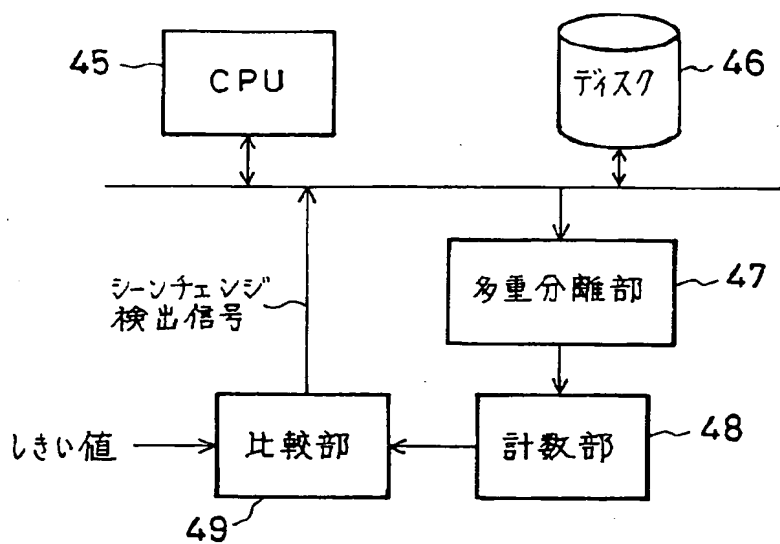 45
CPU
ディスク
46
シーンチェンジ
検出信号
多重分離部
47
しきい値
比較部
計数部
48
49